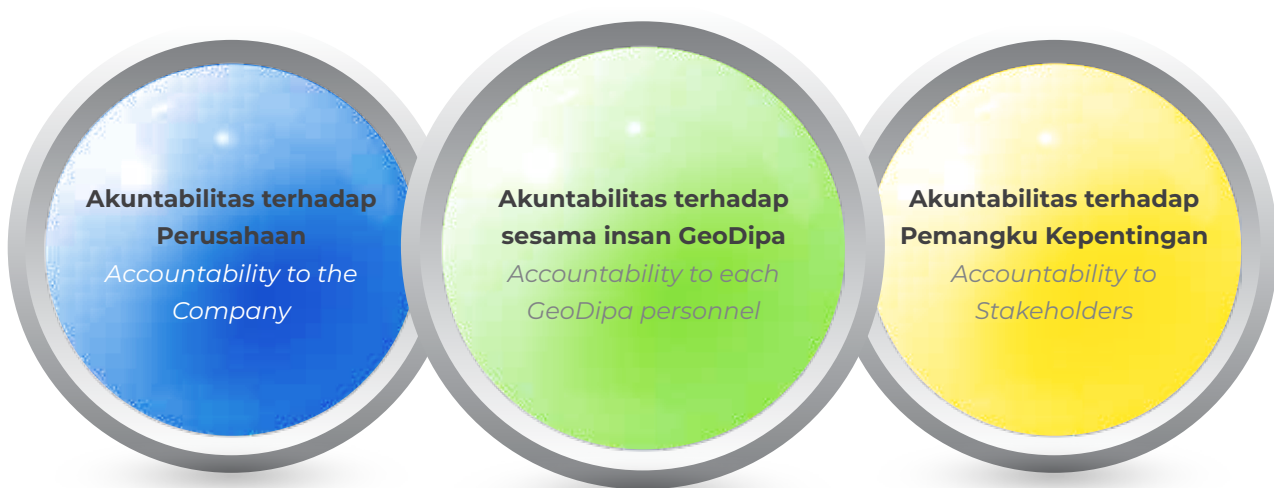 Akuntabilitas terhadap
Perusahaan
Accountability to the
Company
Akuntabilitas terhadap
sesama insan GeoDipa
Accountability to each
GeoDipa personnel
Akuntabilitas terhadap
Pemangku Kepentingan
Accountability to
Stakeholders